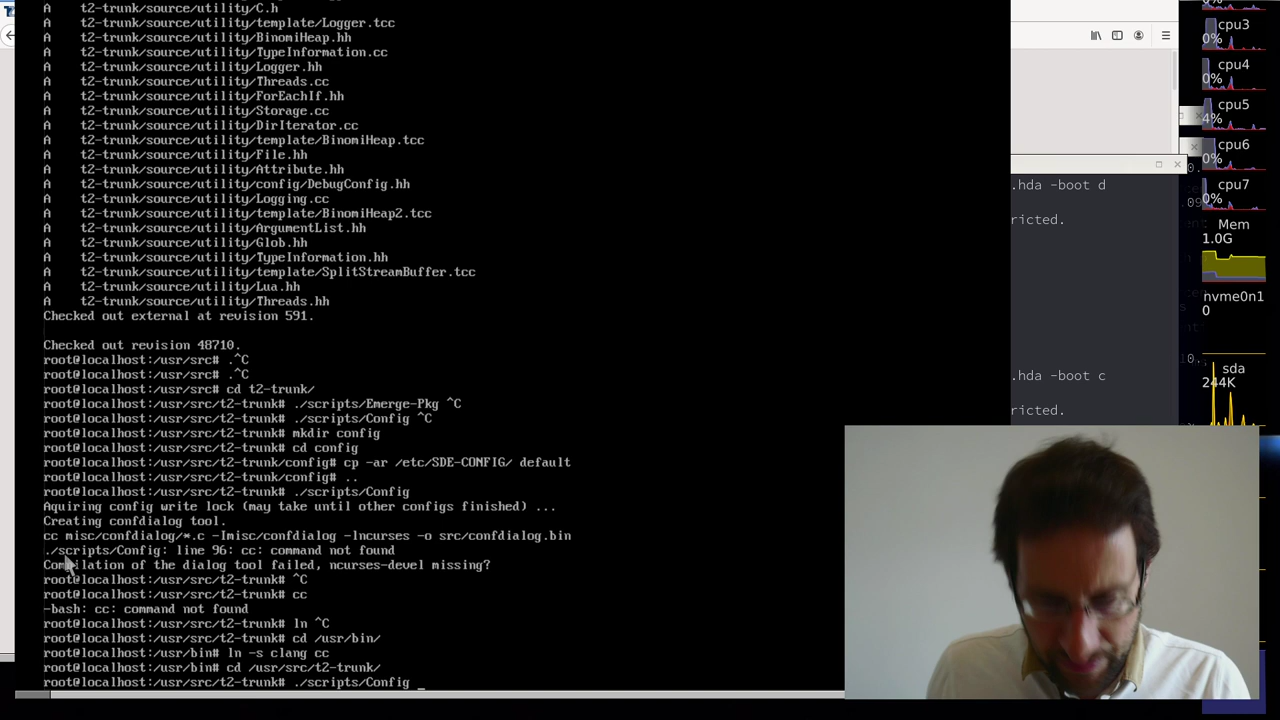 A    t2-trunk/source/utility/C.h
A    t2-trunk/source/utility/template/Logger.tcc
A    t2-trunk/source/utility/BinomiHeap.hh
A    t2-trunk/source/utility/TypeInformation.cc
A    t2-trunk/source/utility/Logger.hh
A    t2-trunk/source/utility/Threads.cc
A    t2-trunk/source/utility/ForEachIf.hh
A    t2-trunk/source/utility/Storage.cc
A    t2-trunk/source/utility/DirIterator.cc
A    t2-trunk/source/utility/template/BinomiHeap.tcc
A    t2-trunk/source/utility/File.hh
A    t2-trunk/source/utility/Attribute.hh
A    t2-trunk/source/utility/config/DebugConfig.hh
A    t2-trunk/source/utility/Logging.cc
A    t2-trunk/source/utility/template/BinomiHeap2.tcc
A    t2-trunk/source/utility/ArgumentList.hh
A    t2-trunk/source/utility/Glob.hh
A    t2-trunk/source/utility/TypeInformation.hh
A    t2-trunk/source/utility/template/SplitStreamBuffer.tcc
A    t2-trunk/source/utility/Lua.hh
A    t2-trunk/source/utility/Threads.hh
Checked out external at revision 591.
Checked out revision 48710.
root@localhost:/usr/src# .^C
root@localhost:/usr/src# .^C
root@localhost:/usr/src# cd t2-trunk/
root@localhost:/usr/src/t2-trunk# ./scripts/Emerge-Pkg ^C
root@localhost:/usr/src/t2-trunk# ./scripts/Config ^C
root@localhost:/usr/src/t2-trunk# mkdir config
root@localhost:/usr/src/t2-trunk# cd config
root@localhost:/usr/src/t2-trunk/config# cp -ar /etc/SDE-CONFIG/ default
root@localhost:/usr/src/t2-trunk/config# ..
root@localhost:/usr/src/t2-trunk# ./scripts/Config
Aquiring config write lock (may take until other configs finished) ...
Creating confdialog tool.
cc misc/confdialog/*.c -Imisc/confdialog -lncurses -o src/confdialog.bin
./scripts/Config: line 96: cc: command not found
Compilation of the dialog tool failed, ncurses-devel missing?
root@localhost:/usr/src/t2-trunk# ^C
root@localhost:/usr/src/t2-trunk# cc
-bash: cc: command not found
root@localhost:/usr/src/t2-trunk# ln ^C
root@localhost:/usr/src/t2-trunk# cd /usr/bin/
root@localhost:/usr/bin# ln -s clang cc
root@localhost:/usr/bin# cd /usr/src/t2-trunk/
root@localhost:/usr/src/t2-trunk# ./scripts/Config _
.hda -boot d
ricted.
.hda -boot c
ricted.
cpu3
0%
cpu4
0%
cpu5
4%
cpu6
0%
cpu7
0%
Mem
1.0G
nvme0n1
0
sda
244K